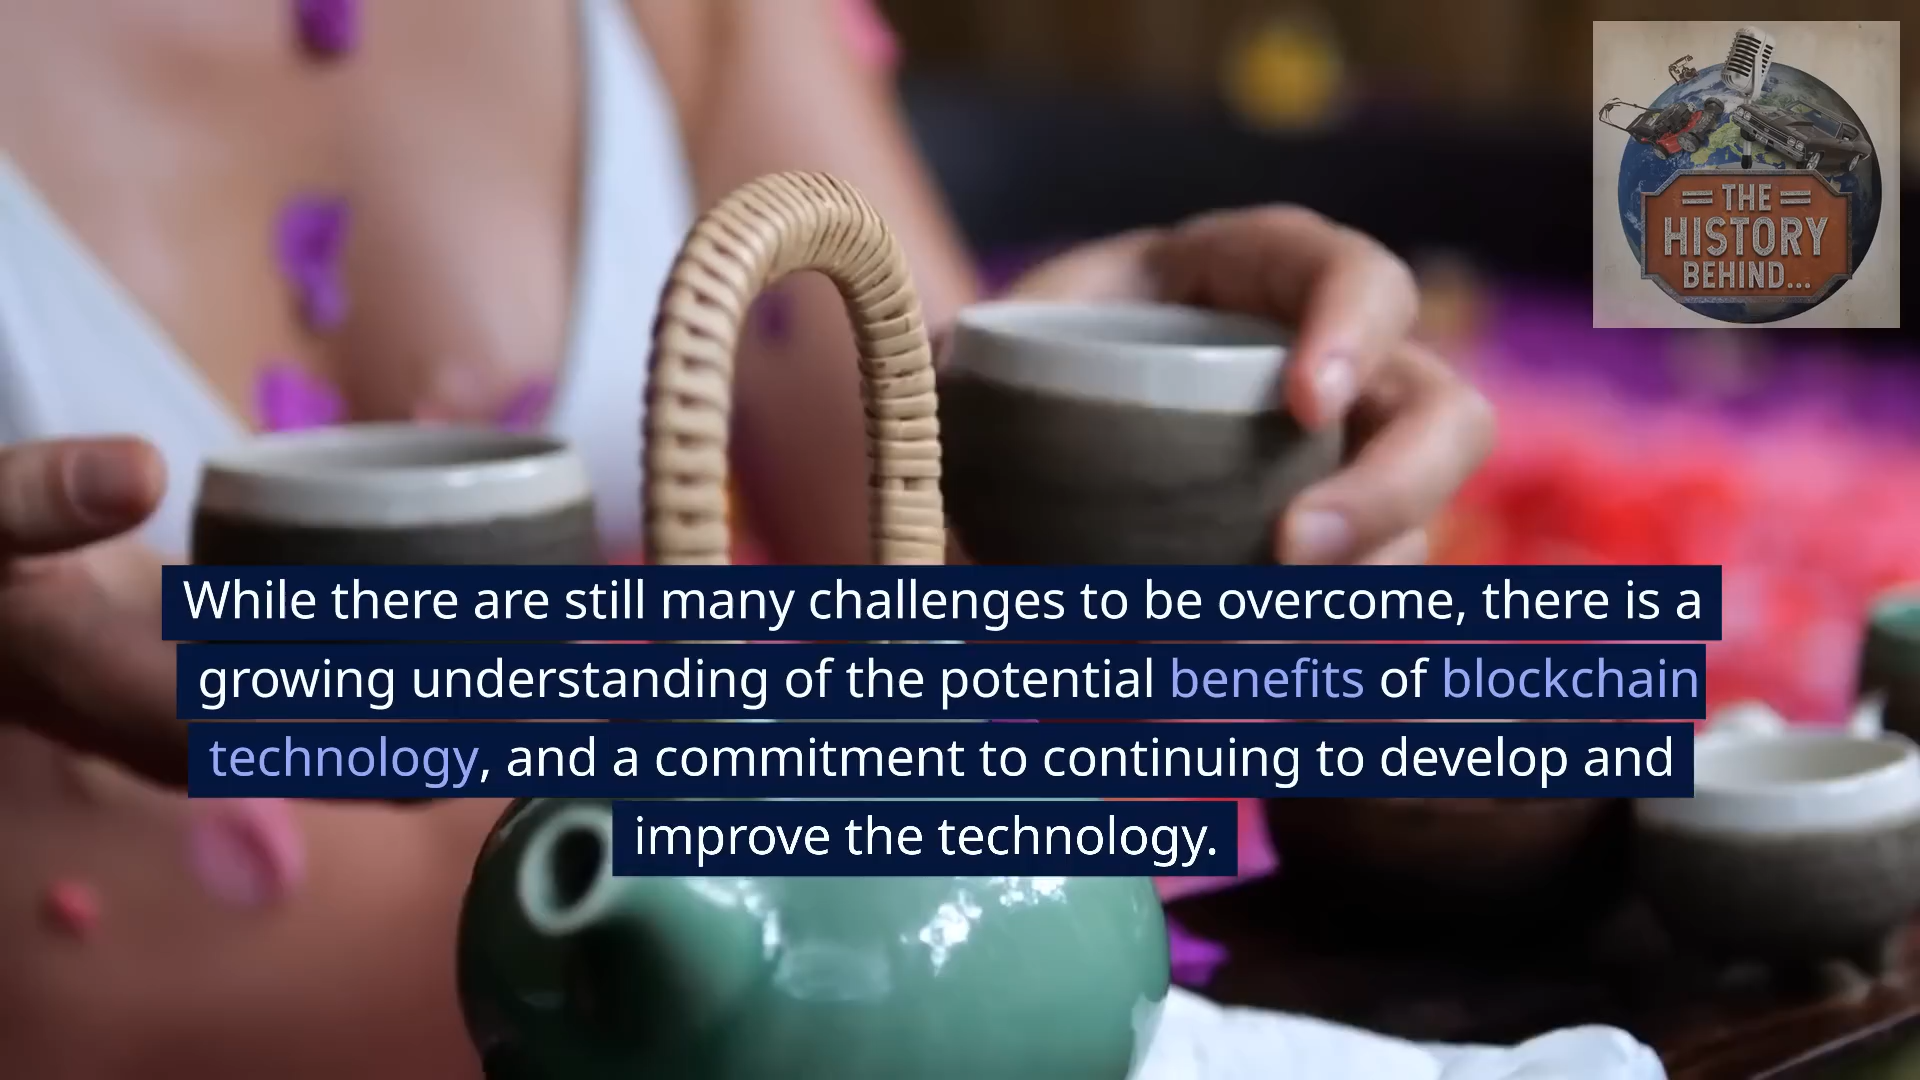 THE
HISTORY
BEHIND...
While there are still many challenges to be overcome, there is a
growing understanding of the potential benefits of blockchain
technology, and a commitment to continuing to develop and
improve the technology.